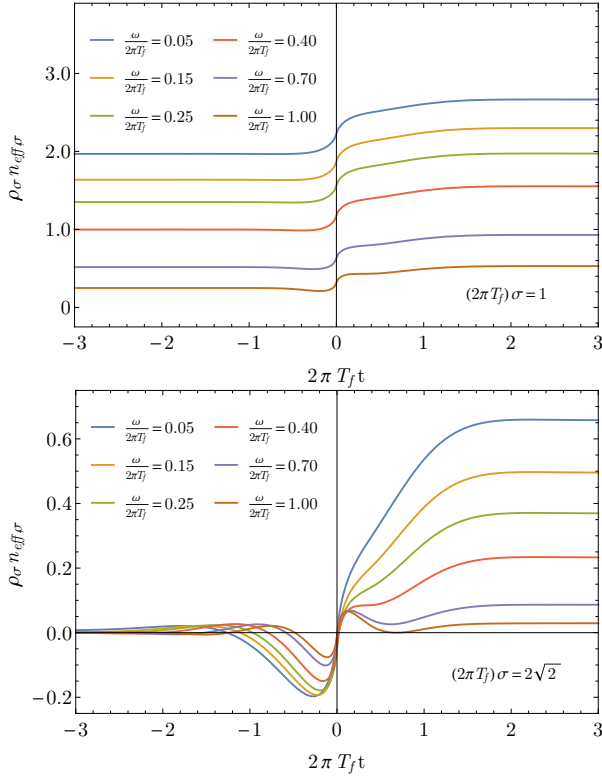 ω/2πT_f = 0.05 ω/2πT_f = 0.40
ω/2πT_f = 0.15 ω/2πT_f = 0.70
ω/2πT_f = 0.25 ω/2πT_f = 1.00
3.0
2.0
1.0
0
ρ_σ n_eff,σ
(2πT_f)σ = 1
−3 −2 −1 0 1 2 3
2 π T_f t
ω/2πT_f = 0.05 ω/2πT_f = 0.40
ω/2πT_f = 0.15 ω/2πT_f = 0.70
ω/2πT_f = 0.25 ω/2πT_f = 1.00
0.6
0.4
0.2
0.0
−0.2
ρ_σ n_eff,σ
(2πT_f)σ = 2√2
−3 −2 −1 0 1 2 3
2 π T_f t